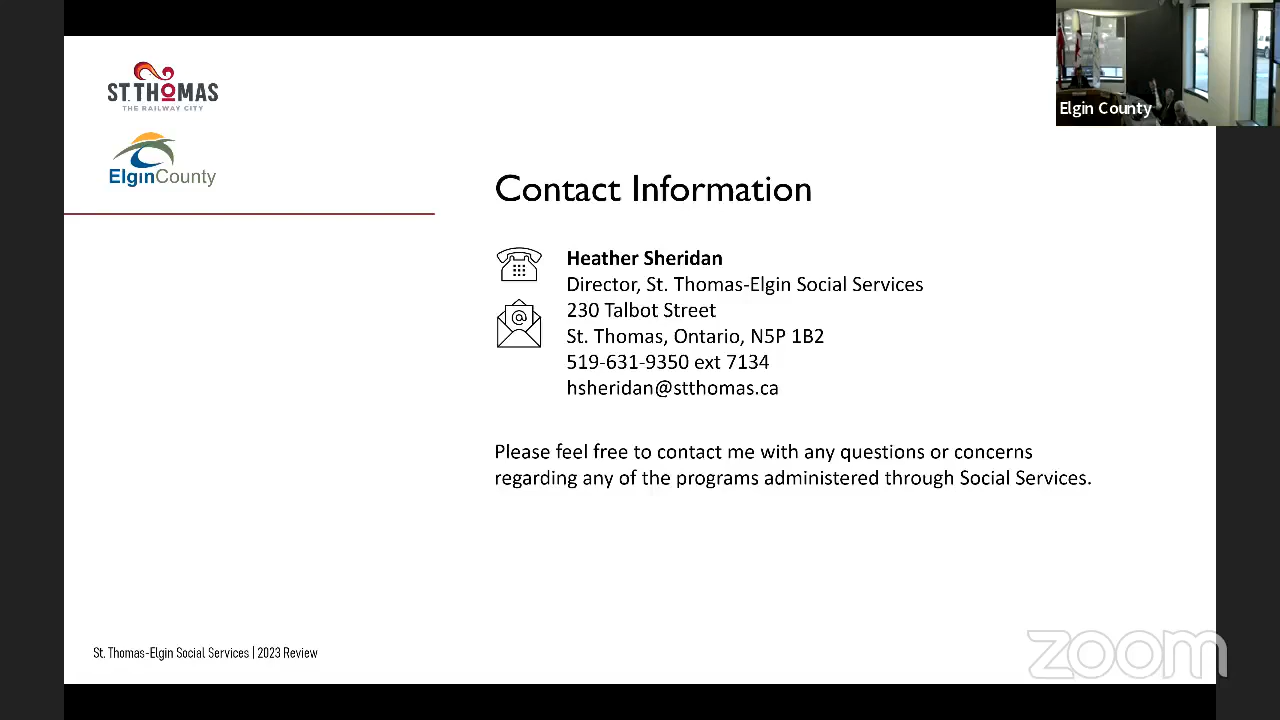 ST. THOMAS
THE RAILWAY CITY
ElginCounty
Elgin County
Contact Information
Heather Sheridan
Director, St. Thomas-Elgin Social Services
230 Talbot Street
St. Thomas, Ontario, N5P 1B2
519-631-9350 ext 7134
hsheridan@stthomas.ca
Please feel free to contact me with any questions or concerns
regarding any of the programs administered through Social Services.
St. Thomas-Elgin Social Services | 2023 Review
zoom